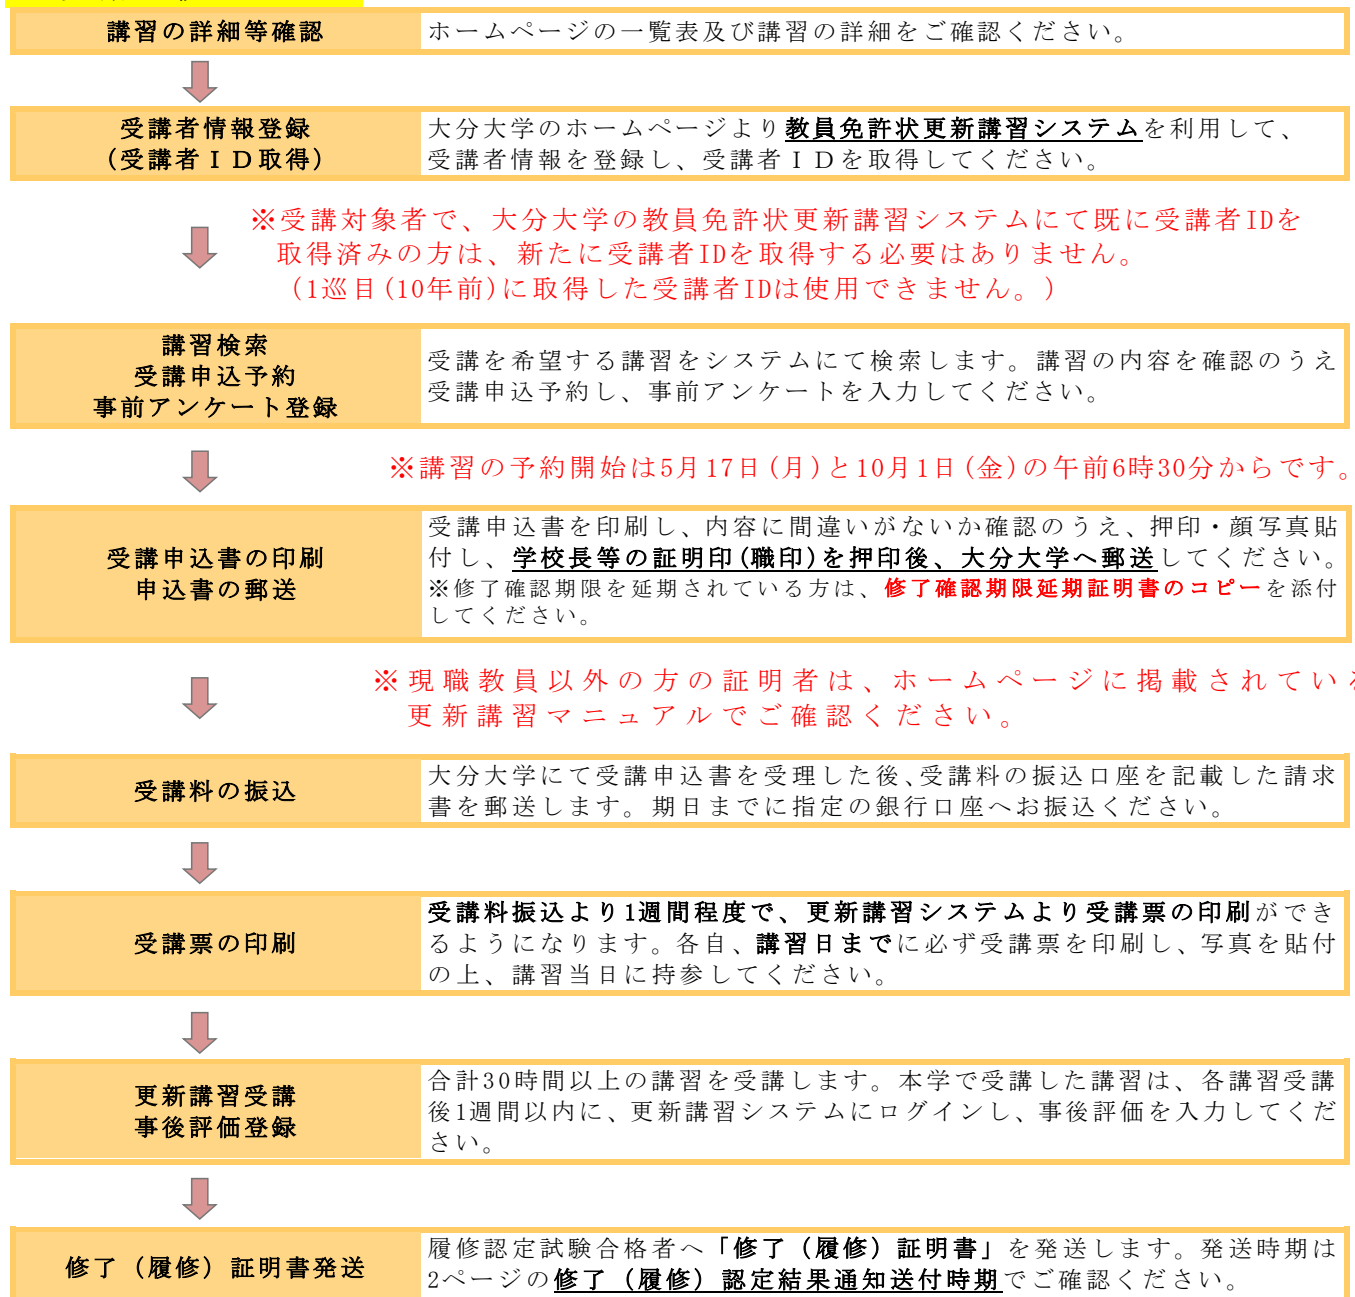 講習の詳細等確認
ホームページの一覧表及び講習の詳細をご確認ください。
受講者情報登録
(受講者ＩＤ取得)
大分大学のホームページより教員免許状更新講習システムを利用して、
受講者情報を登録し、受講者ＩＤを取得してください。
※受講対象者で、大分大学の教員免許状更新講習システムにて既に受講者IDを
取得済みの方は、新たに受講者IDを取得する必要はありません。
(1巡目(10年前)に取得した受講者IDは使用できません。)
講習検索
受講申込予約
事前アンケート登録
受講を希望する講習をシステムにて検索します。講習の内容を確認のうえ
受講申込予約し、事前アンケートを入力してください。
※講習の予約開始は5月17日(月)と10月1日(金)の午前6時30分からです。
受講申込書の印刷
申込書の郵送
受講申込書を印刷し、内容に間違いがないか確認のうえ、押印・顔写真貼
付し、学校長等の証明印(職印)を押印後、大分大学へ郵送してください。
※修了確認期限を延期されている方は、修了確認期限延期証明書のコピーを添付
してください。
※現職教員以外の方の証明者は、ホームページに掲載されている
更新講習マニュアルでご確認ください。
受講料の振込
大分大学にて受講申込書を受理した後、受講料の振込口座を記載した請求
書を郵送します。期日までに指定の銀行口座へお振込ください。
受講票の印刷
受講料振込より1週間程度で、更新講習システムより受講票の印刷ができ
るようになります。各自、講習日までに必ず受講票を印刷し、写真を貼付
の上、講習当日に持参してください。
更新講習受講
事後評価登録
合計30時間以上の講習を受講します。本学で受講した講習は、各講習受講
後1週間以内に、更新講習システムにログインし、事後評価を入力してくだ
さい。
修了（履修）証明書発送
履修認定試験合格者へ「修了（履修）証明書」を発送します。発送時期は
2ページの修了（履修）認定結果通知送付時期でご確認ください。